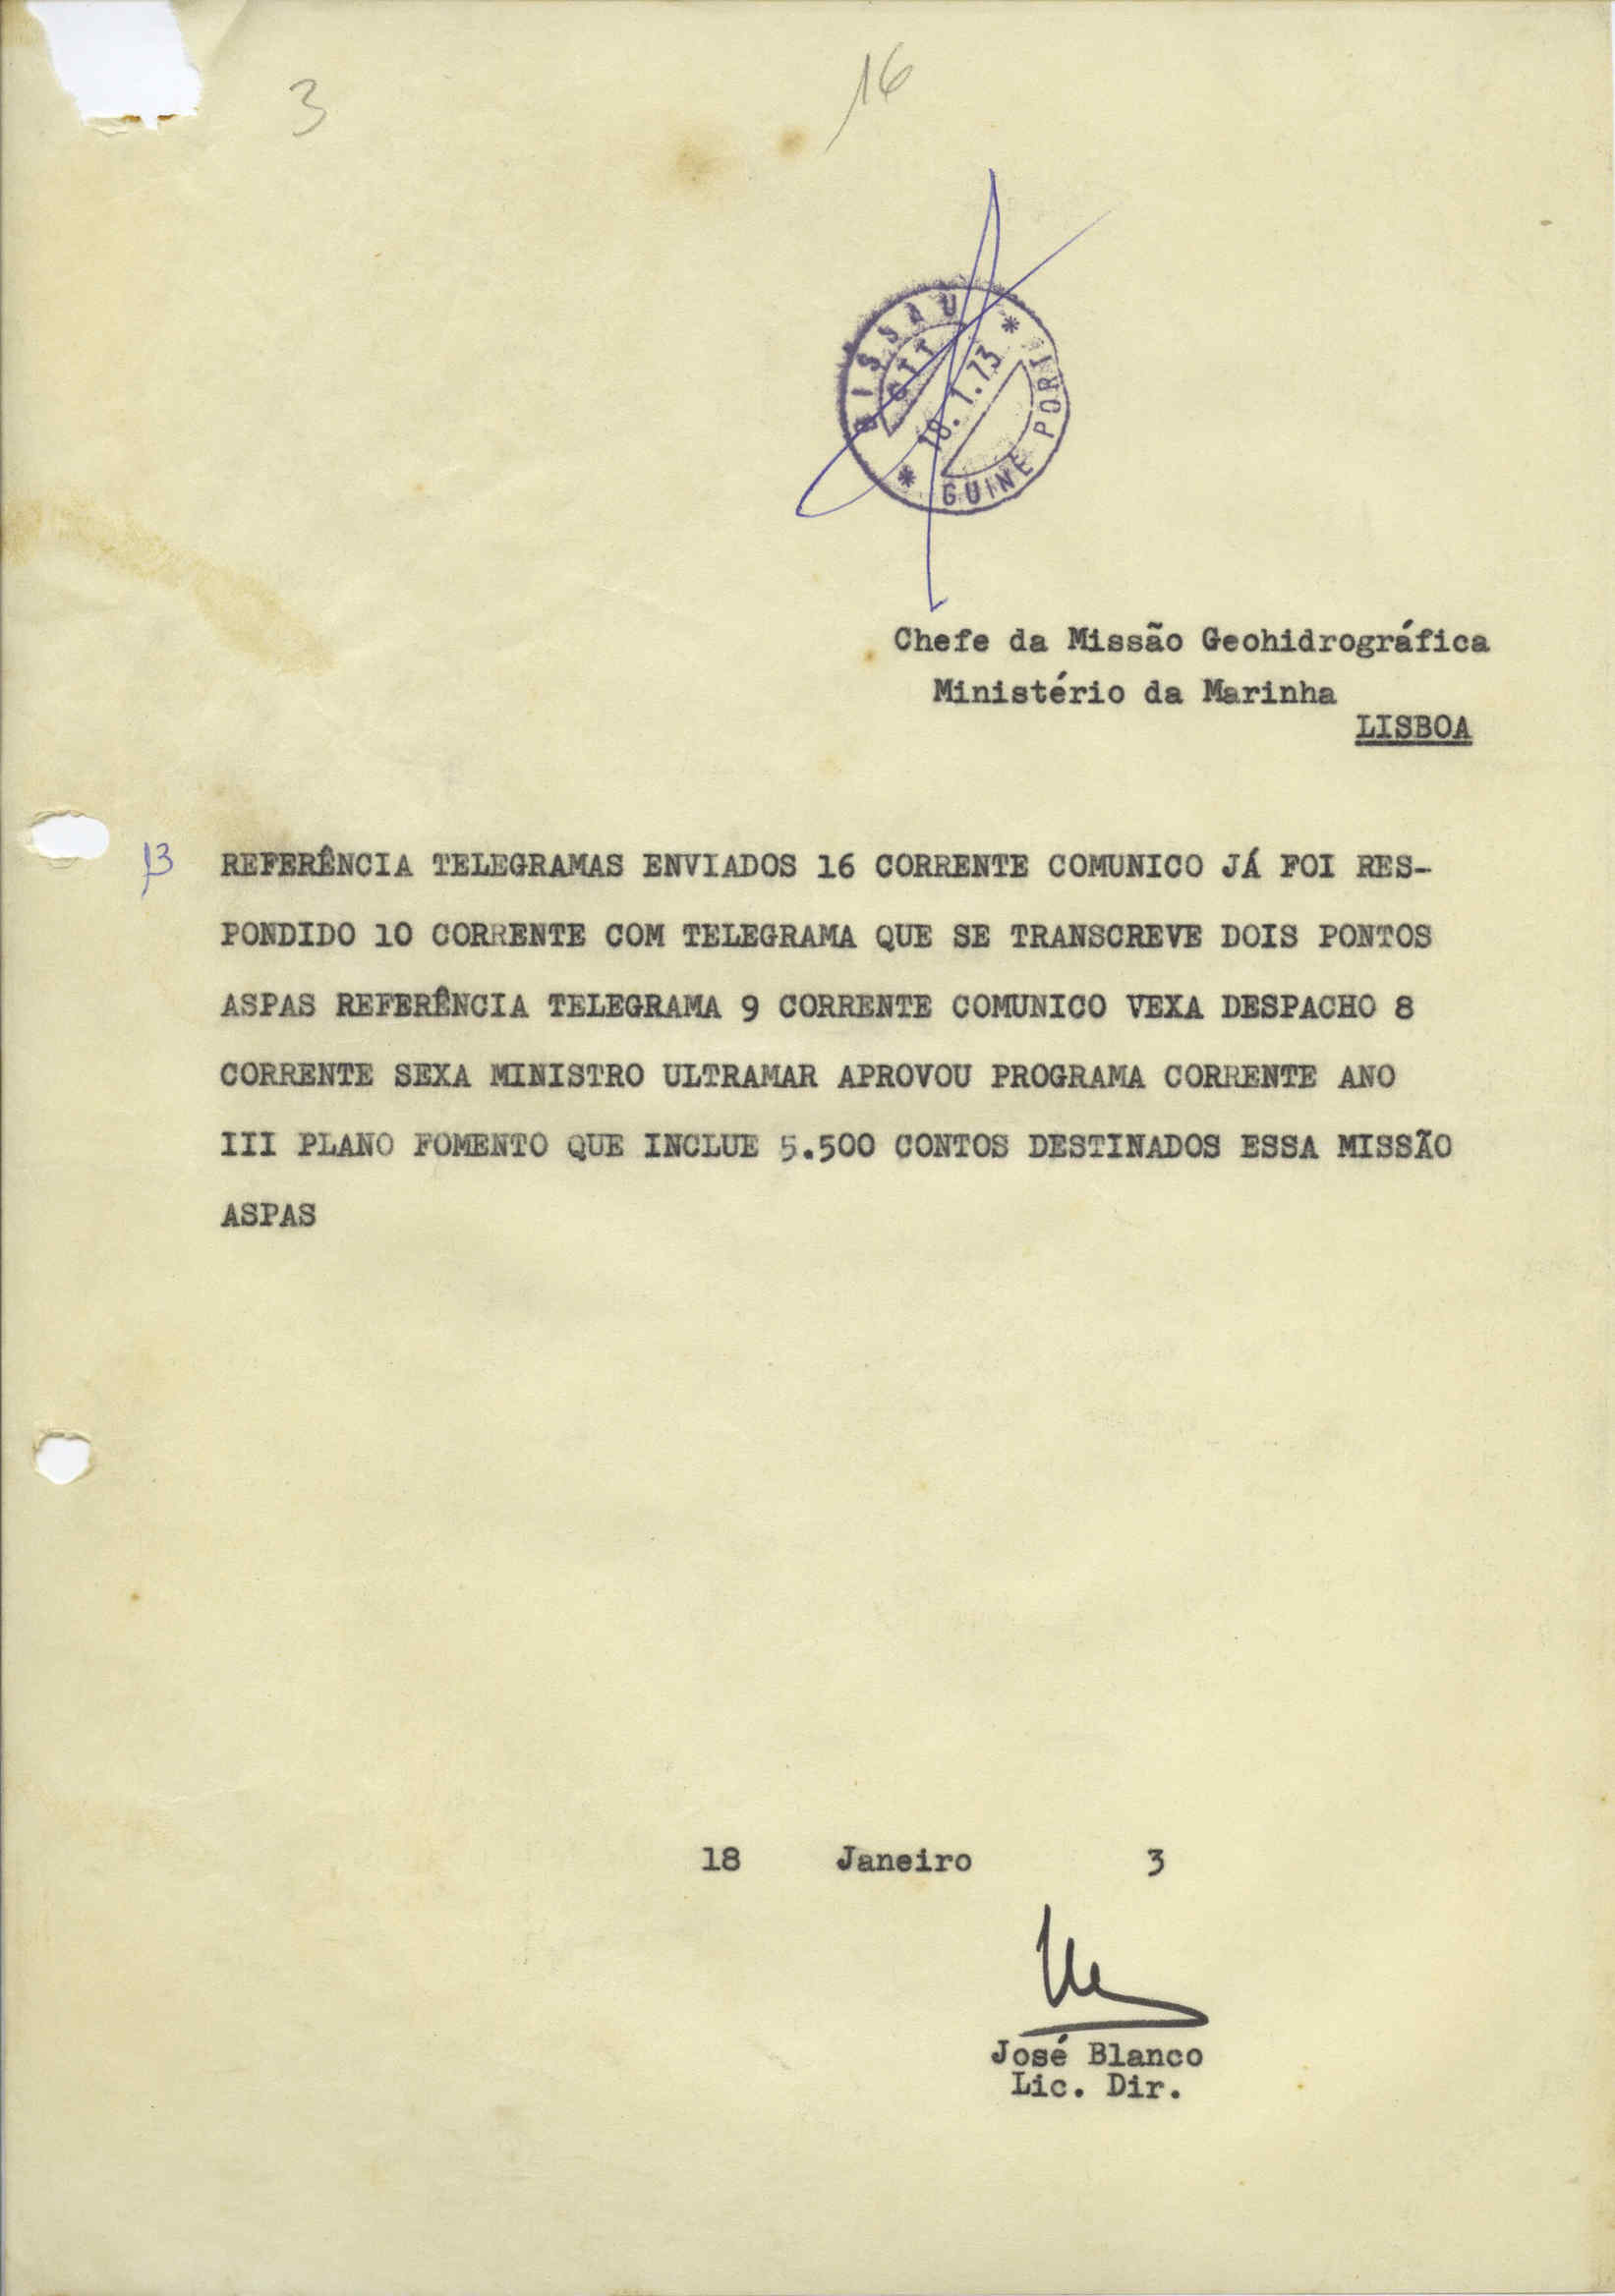 3
16
BISSAU
CTT
18.1.73
GUINÉ PORT
Chefe da Missão Geohidrográfica
Ministério da Marinha
LISBOA
13
REFERÊNCIA TELEGRAMAS ENVIADOS 16 CORRENTE COMUNICO JÁ FOI RES-
PONDIDO 10 CORRENTE COM TELEGRAMA QUE SE TRANSCREVE DOIS PONTOS
ASPAS REFERÊNCIA TELEGRAMA 9 CORRENTE COMUNICO VEXA DESPACHO 8
CORRENTE SEXA MINISTRO ULTRAMAR APROVOU PROGRAMA CORRENTE ANO
III PLANO FOMENTO QUE INCLUE 5.500 CONTOS DESTINADOS ESSA MISSÃO
ASPAS
18 Janeiro 3
José Blanco
Lic. Dir.